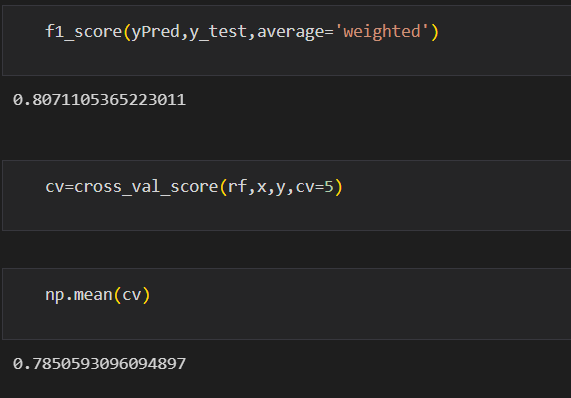 f1_score(yPred,y_test,average='weighted')
0.8071105365223011
cv=cross_val_score(rf,x,y,cv=5)
np.mean(cv)
0.7850593096094897